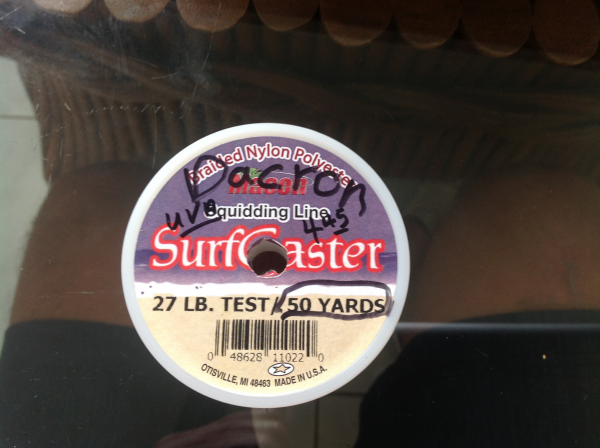 Braided Nylon Polyester
Mason
Dacron
Squidding Line
SurfCaster
27 LB. TEST/50 YARDS
0 48628 11022 0
OTISVILLE, MI 48463 MADE IN U.S.A.